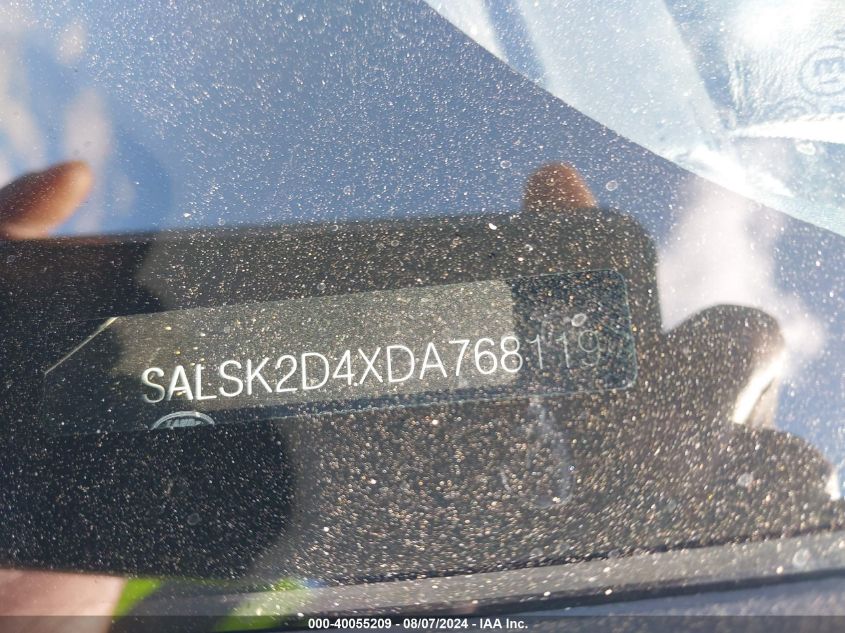 SALSK2D4XDA768119
000-40055209 - 08/07/2024 - IAA Inc.